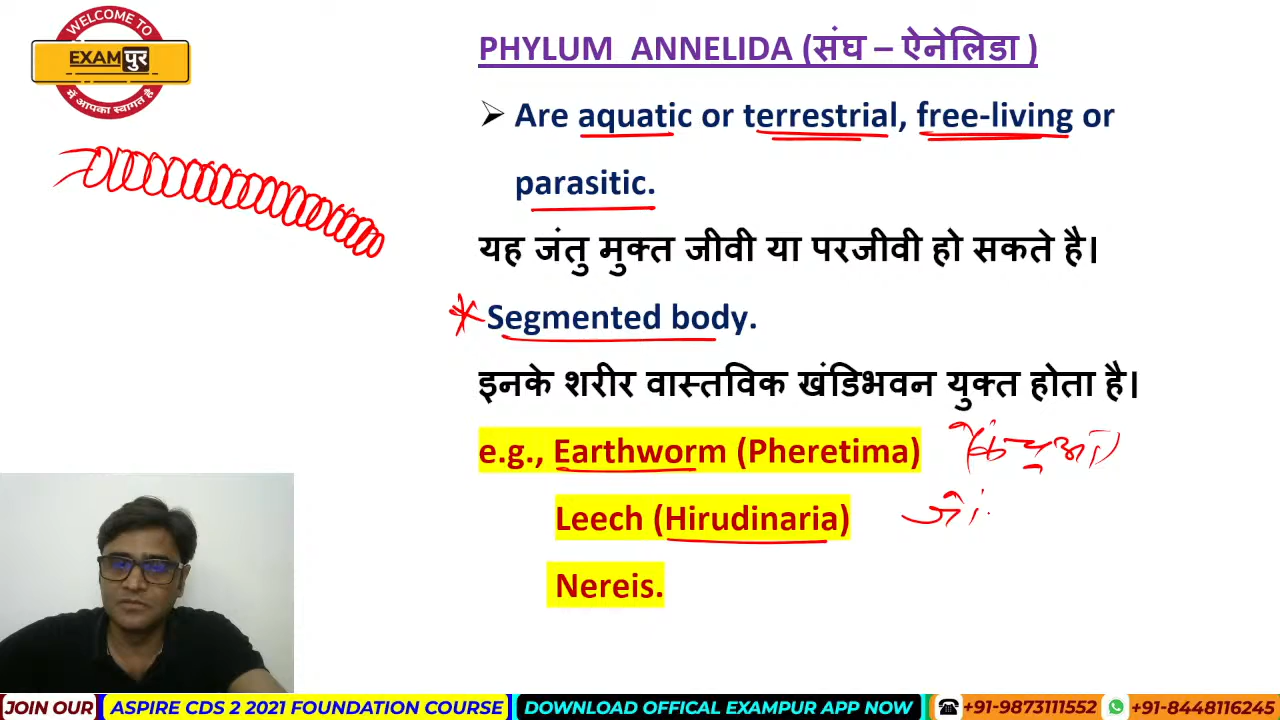 WELCOME TO
EXAM पुर
में आपका स्वागत है
PHYLUM ANNELIDA (संघ – ऐनेलिडा )
➢ Are aquatic or terrestrial, free-living or
parasitic.
यह जंतु मुक्त जीवी या परजीवी हो सकते है।
* Segmented body.
इनके शरीर वास्तविक खंडिभवन युक्त होता है।
e.g., Earthworm (Pheretima)
Leech (Hirudinaria)
Nereis.
JOIN OUR ASPIRE CDS 2 2021 FOUNDATION COURSE DOWNLOAD OFFICAL EXAMPUR APP NOW +91-9873111552 +91-8448116245